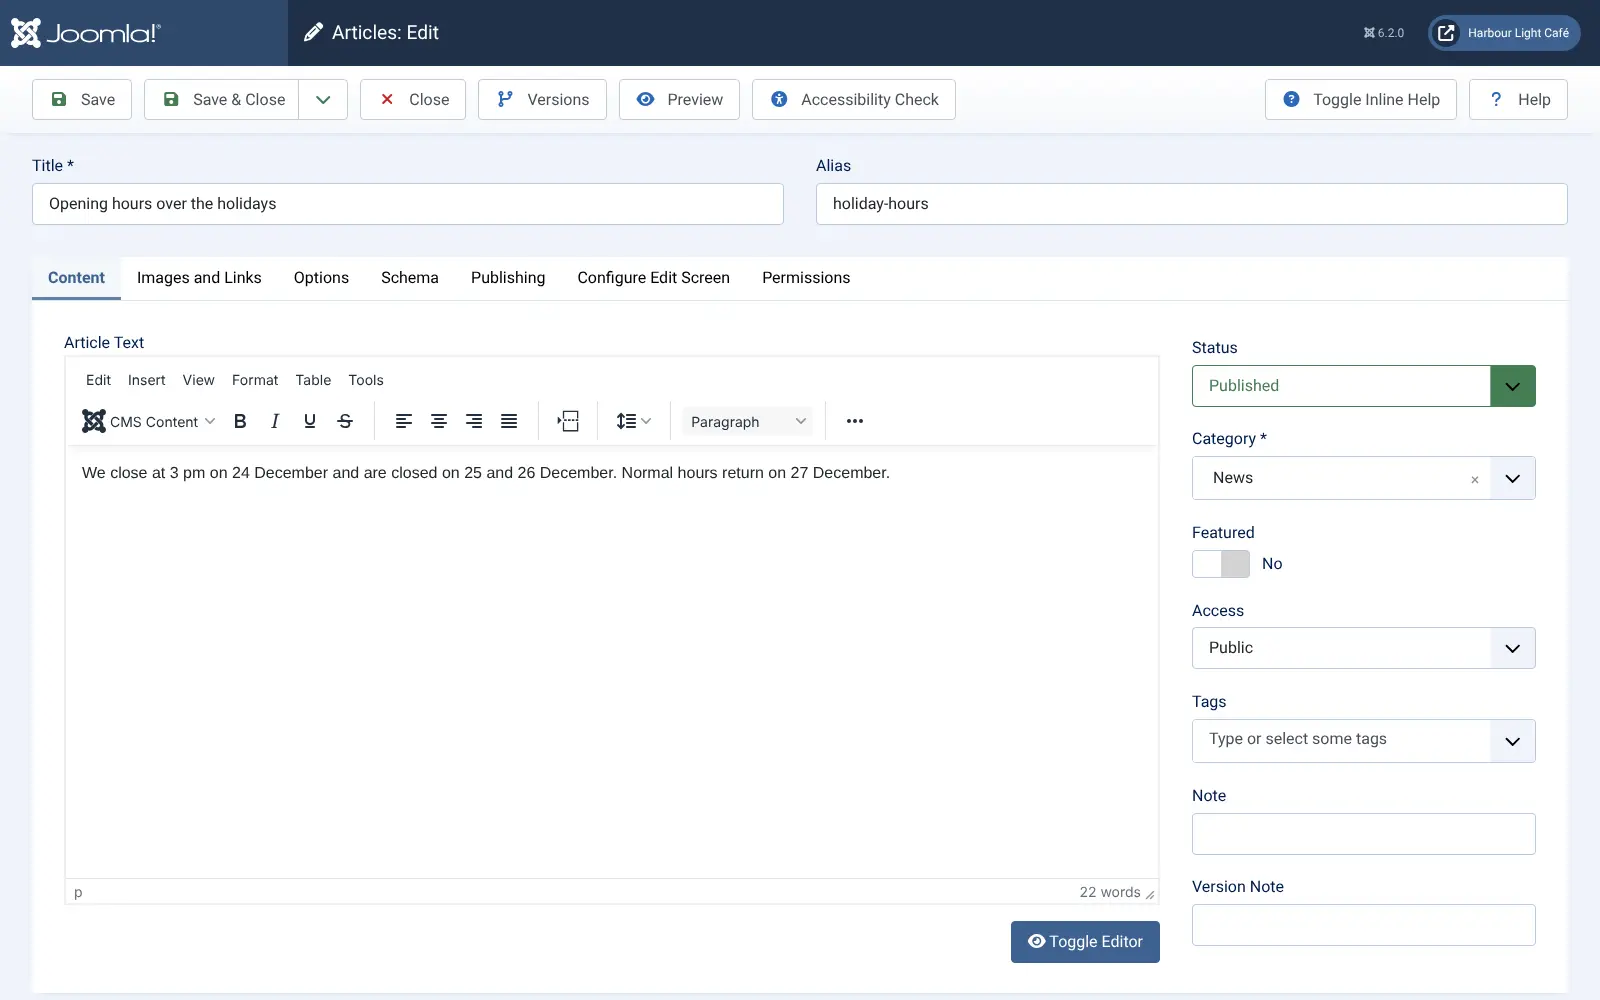 Joomla!®
Articles: Edit
6.2.0
Harbour Light Café
Save
Save & Close
Close
Versions
Preview
Accessibility Check
Toggle Inline Help
? Help
Title *
Opening hours over the holidays
Alias
holiday-hours
Content
Images and Links
Options
Schema
Publishing
Configure Edit Screen
Permissions
Article Text
Edit Insert View Format Table Tools
CMS Content B I U S Paragraph
We close at 3 pm on 24 December and are closed on 25 and 26 December. Normal hours return on 27 December.
p
22 words
Toggle Editor
Status
Published
Category *
News ×
Featured
No
Access
Public
Tags
Type or select some tags
Note
Version Note